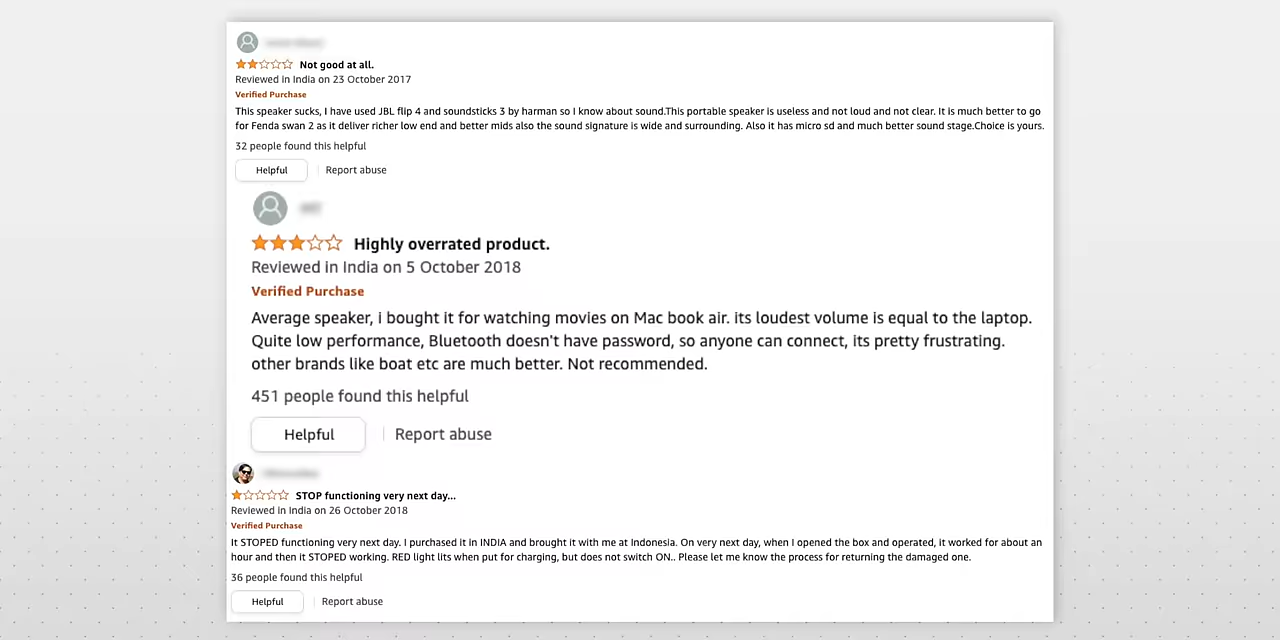 Not good at all.
Reviewed in India on 23 October 2017
Verified Purchase
This speaker sucks, I have used JBL flip 4 and soundsticks 3 by harman so I know about sound.This portable speaker is useless and not loud and not clear. It is much better to go
for Fenda swan 2 as it deliver richer low end and better mids also the sound signature is wide and surrounding. Also it has micro sd and much better sound stage.Choice is yours.
32 people found this helpful
Helpful
Report abuse
Highly overrated product.
Reviewed in India on 5 October 2018
Verified Purchase
Average speaker, i bought it for watching movies on Mac book air. its loudest volume is equal to the laptop.
Quite low performance, Bluetooth doesn't have password, so anyone can connect, its pretty frustrating.
other brands like boat etc are much better. Not recommended.
451 people found this helpful
Helpful
Report abuse
STOP functioning very next day...
Reviewed in India on 26 October 2018
Verified Purchase
It STOPED functioning very next day. I purchased it in INDIA and brought it with me at Indonesia. On very next day, when I opened the box and operated, it worked for about an
hour and then it STOPED working. RED light lits when put for charging, but does not switch ON.. Please let me know the process for returning the damaged one.
36 people found this helpful
Helpful
Report abuse